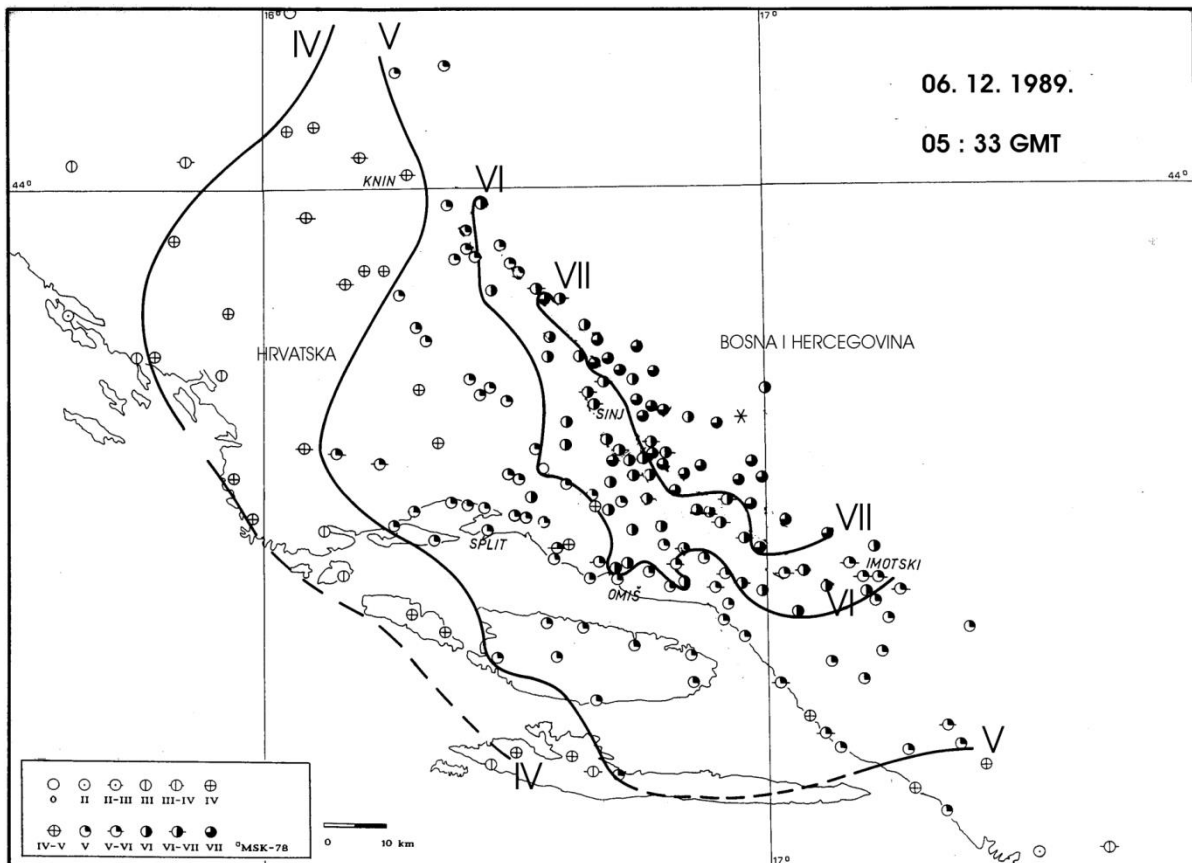 16° 17°
IV V
06. 12. 1989.
05 : 33 GMT
44° KNIN VI 44°
VII
HRVATSKA BOSNA I HERCEGOVINA
SINJ
*
SPLIT VII
IMOTSKI
OMIŠ VI
IV V
O II II-III III III-IV IV
IV-V V V-VI VI VI-VII VII °MSK-78
0 10 km
17°